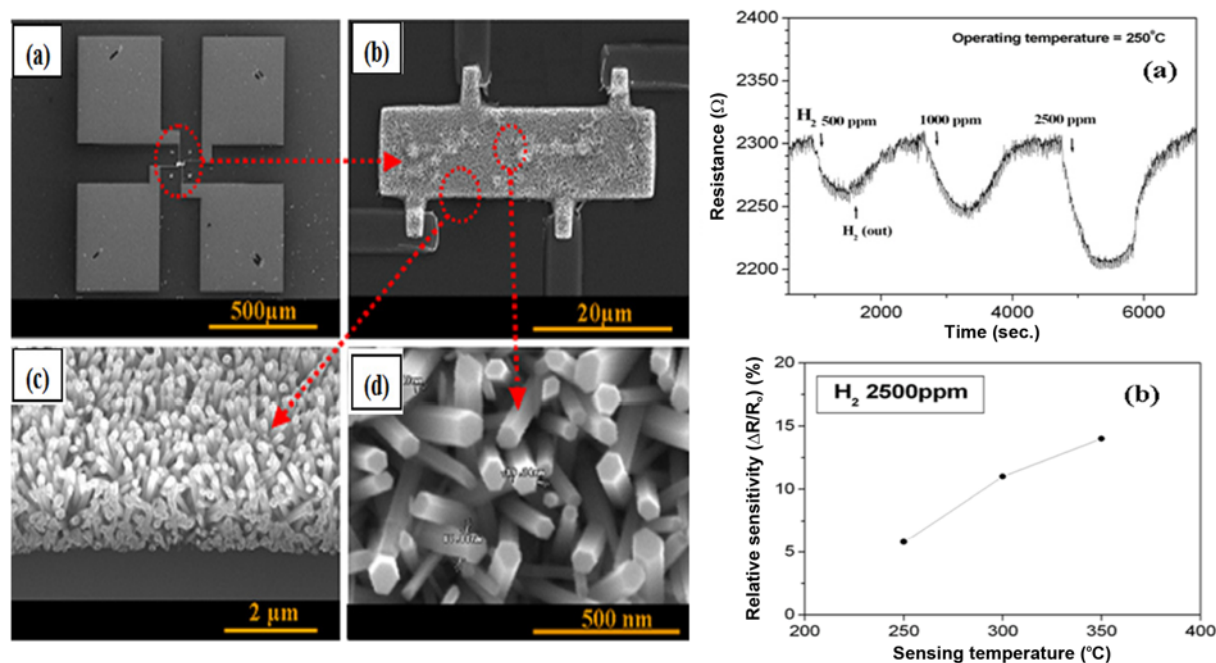 (a)
500µm
(b)
20µm
(c)
2 µm
(d)
500 nm
2400
2300
2250
2200
Resistance (Ω)
Operating temperature = 250°C
(a)
H2 500 ppm
1000 ppm
2500 ppm
H2 (out)
2000
4000
6000
Time (sec.)
20
15
10
5
0
Relative sensitivity (ΔR/Ro) (%)
H2 2500ppm
(b)
200
250
300
350
400
Sensing temperature (°C)